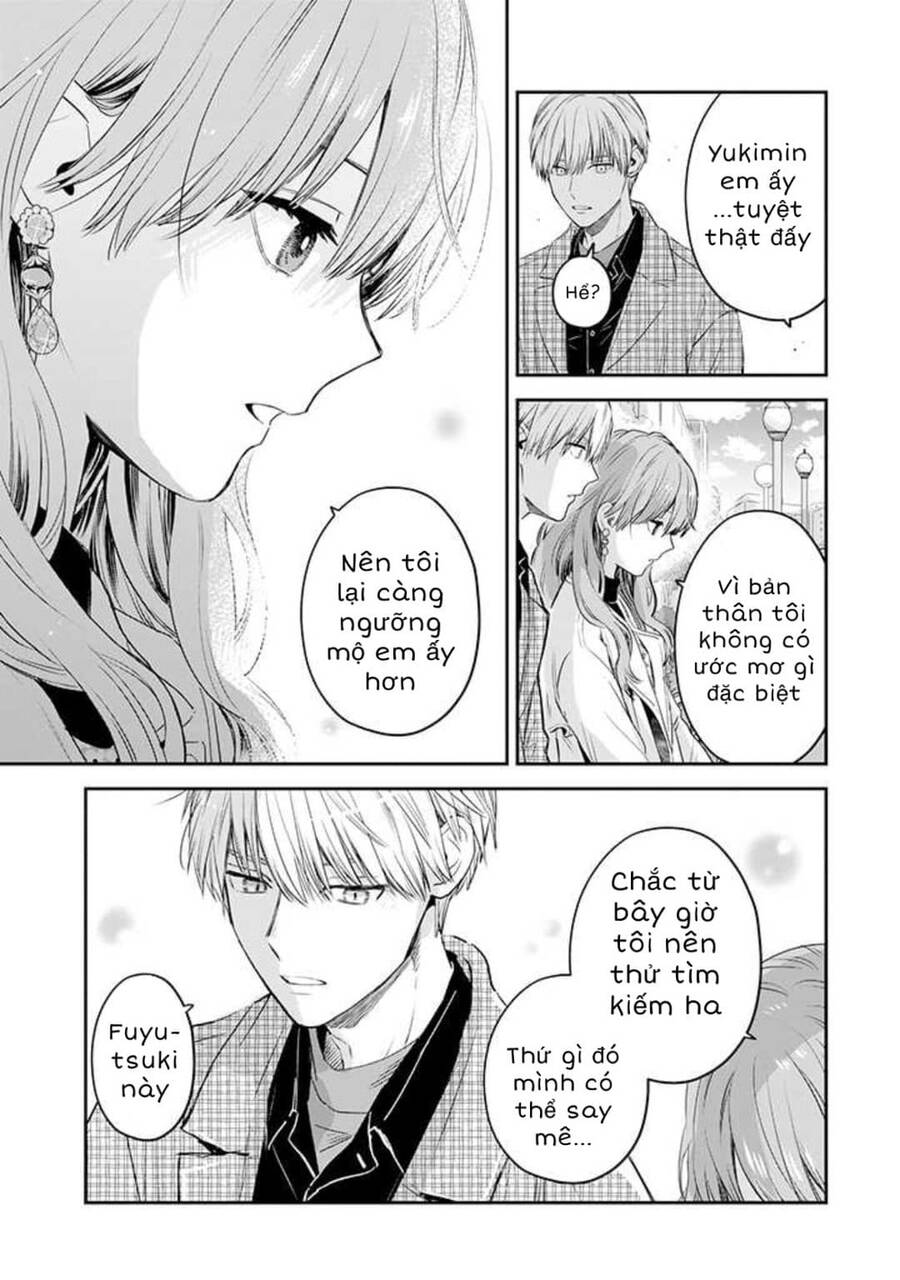 Yukimin
em ấy
...tuyệt
thật đấy
Hể?
Vì bản
thân tôi
không có
ước mơ gì
đặc biệt
Nên tôi
lại càng
ngưỡng
mộ em ấy
hơn
Chắc từ
bây giờ
tôi nên
thử tìm
kiếm ha
Thứ gì đó
mình có
thể say
mê...
Fuyu-
tsuki
này